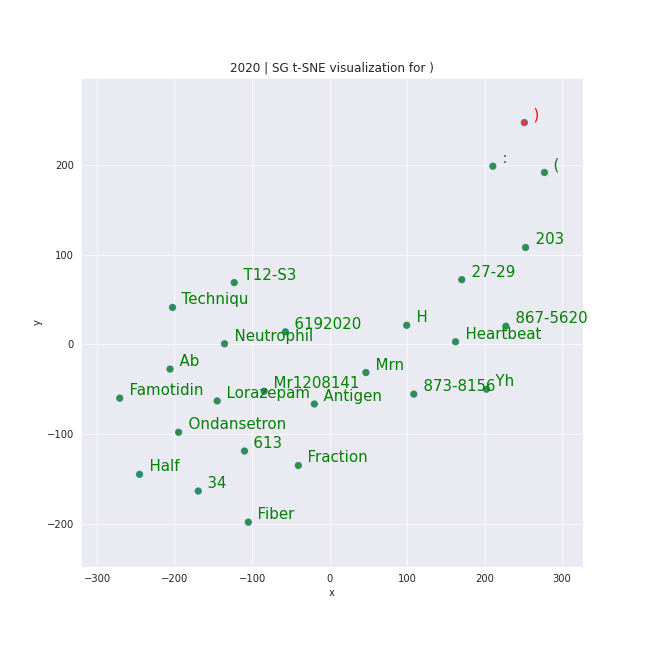 2020 | SG t-SNE visualization for )
)
:
(
203
27-29
T12-S3
Techniqu
6192020
H
867-5620
Neutrophil
Heartbeat
Ab
Mrn
Mr1208141
873-8156
Yh
Famotidin
Lorazepam
Antigen
Ondansetron
613
Fraction
Half
34
Fiber
200
100
0
−100
−200
y
−300
−200
−100
0
100
200
300
x